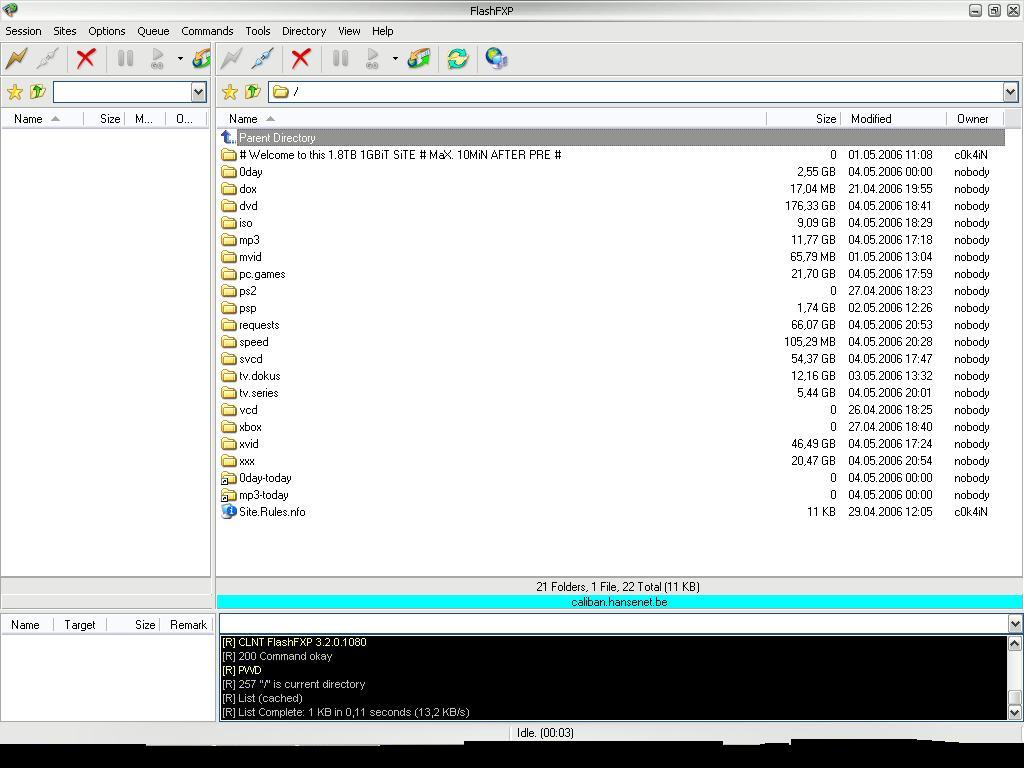 FlashFXP
Session Sites Options Queue Commands Tools Directory View Help
GO GO
/
Name Size M... O... Name Size Modified Owner
Parent Directory
# Welcome to this 1.8TB 1GBiT SiTE # MaX. 10MiN AFTER PRE # 0 01.05.2006 11:08 c0k4iN
0day 2,55 GB 04.05.2006 00:00 nobody
dox 17,04 MB 21.04.2006 19:55 nobody
dvd 176,33 GB 04.05.2006 18:41 nobody
iso 9,09 GB 04.05.2006 18:29 nobody
mp3 11,77 GB 04.05.2006 17:18 nobody
mvid 65,79 MB 01.05.2006 13:04 nobody
pc.games 21,70 GB 04.05.2006 17:59 nobody
ps2 0 27.04.2006 18:23 nobody
psp 1,74 GB 02.05.2006 12:26 nobody
requests 66,07 GB 04.05.2006 20:53 nobody
speed 105,29 MB 04.05.2006 20:28 nobody
svcd 54,37 GB 04.05.2006 17:47 nobody
tv.dokus 12,16 GB 03.05.2006 13:32 nobody
tv.series 5,44 GB 04.05.2006 20:01 nobody
vcd 0 26.04.2006 18:25 nobody
xbox 0 27.04.2006 18:40 nobody
xvid 46,49 GB 04.05.2006 17:24 nobody
xxx 20,47 GB 04.05.2006 20:54 nobody
0day-today 0 04.05.2006 00:00 nobody
mp3-today 0 04.05.2006 00:00 nobody
Site.Rules.nfo 11 KB 29.04.2006 12:05 c0k4iN
21 Folders, 1 File, 22 Total (11 KB)
caliban.hansenet.be
Name Target Size Remark
[R] CLNT FlashFXP 3.2.0.1080
[R] 200 Command okay
[R] PWD
[R] 257 "/" is current directory
[R] List (cached)
[R] List Complete: 1 KB in 0,11 seconds (13,2 KB/s)
Idle. (00:03)